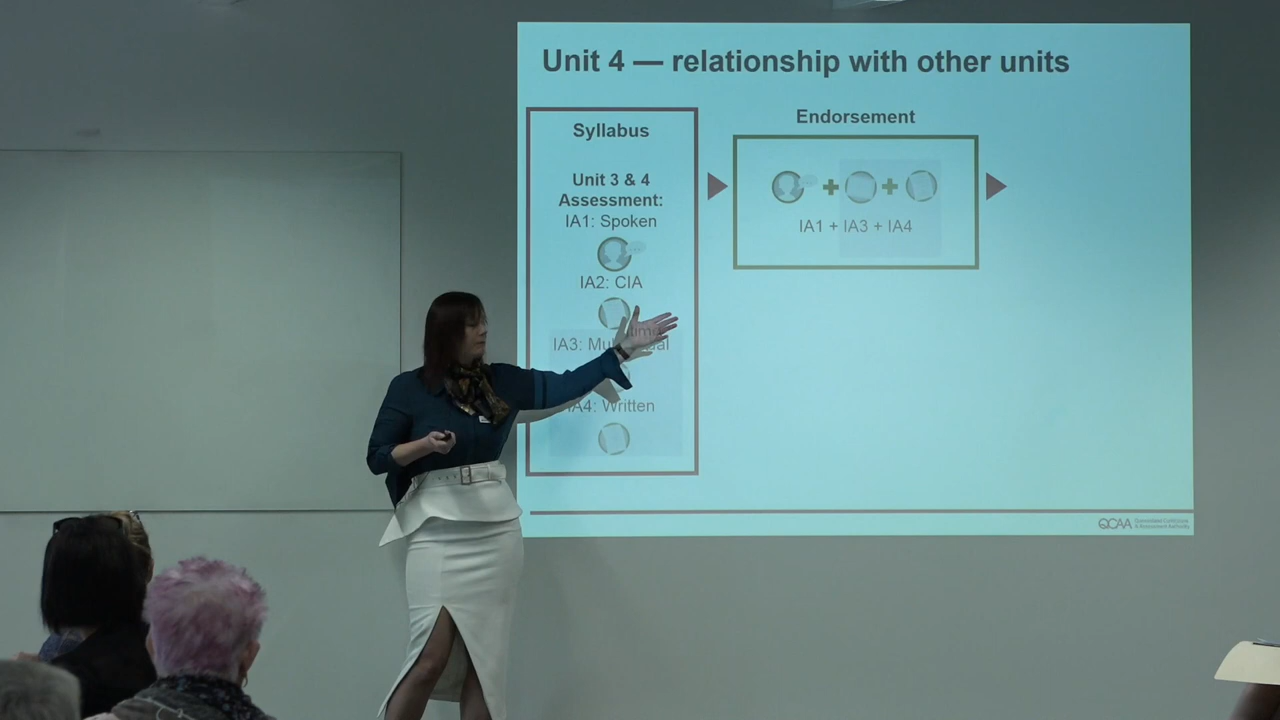 Unit 4 — relationship with other units
Syllabus
Unit 3 & 4
Assessment:
IA1: Spoken
IA2: CIA
IA3:
IA4: Written
Endorsement
IA1 + IA3 + IA4
QCAA